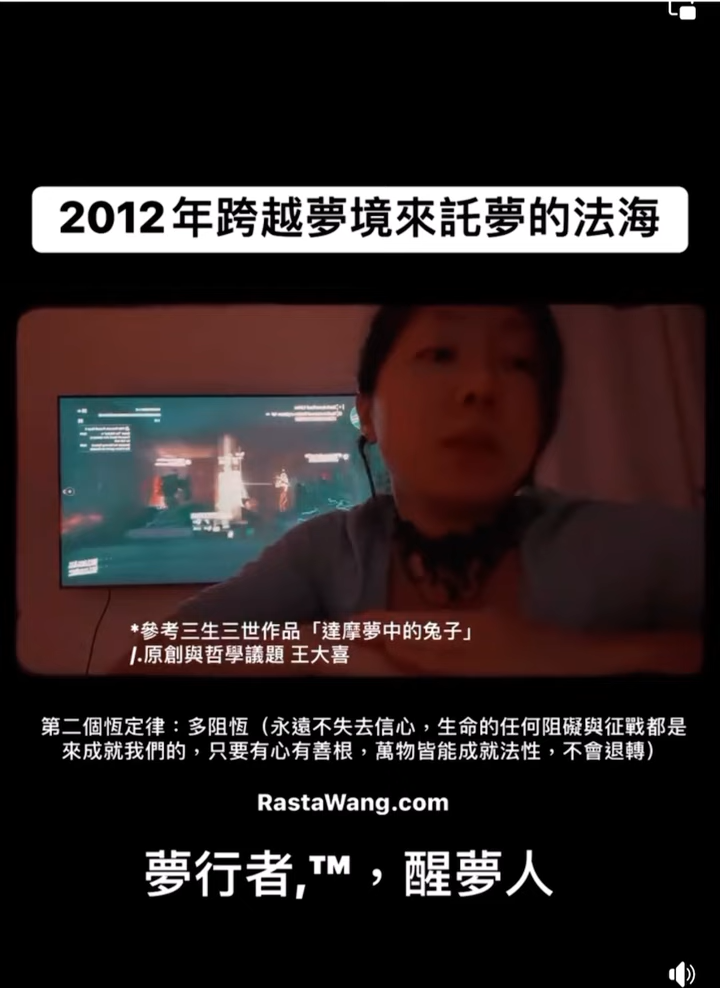 2012年跨越夢境來託夢的法海
*參考三生三世作品「達摩夢中的兔子」
/.原創與哲學議題 王大喜
第二個恆定律：多阻恆（永遠不失去信心，生命的任何阻礙與征戰都是
來成就我們的，只要有心有善根，萬物皆能成就法性，不會退轉）
RastaWang.com
夢行者,™，醒夢人